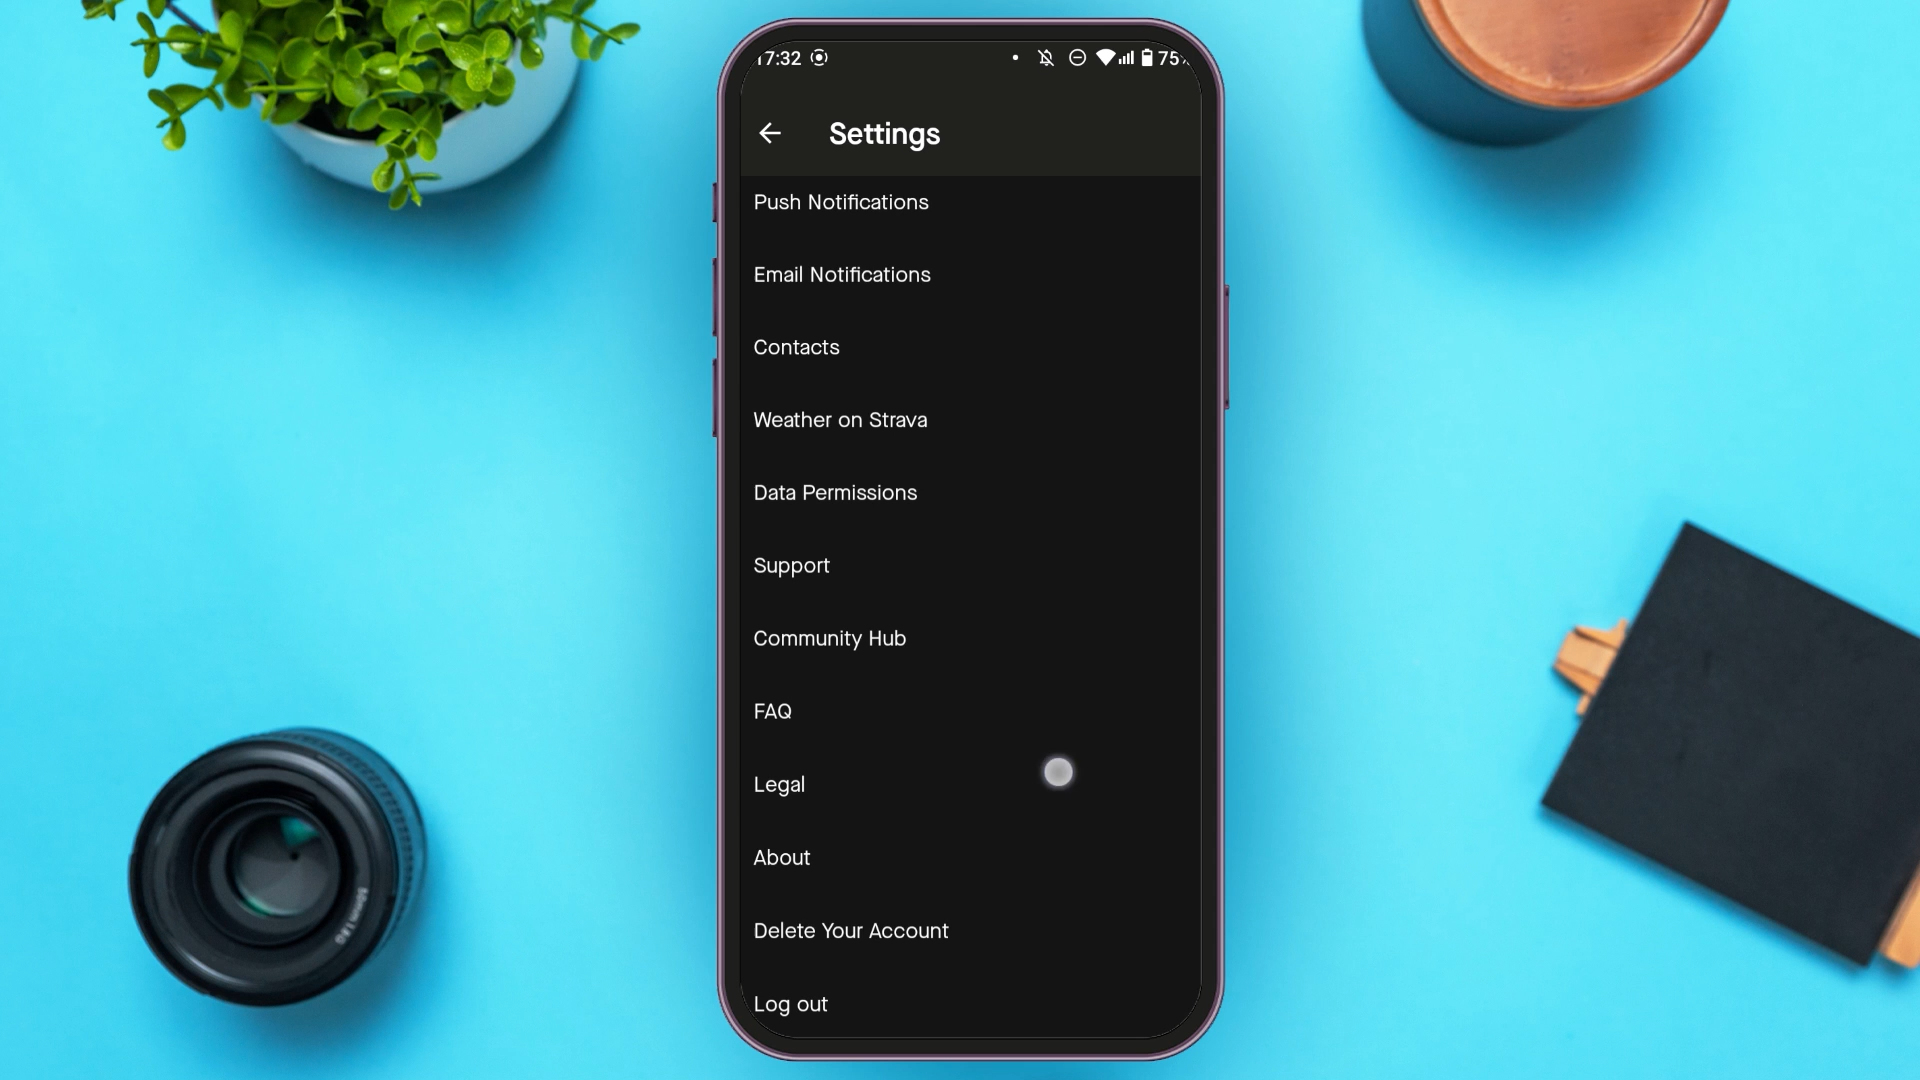 17:32 75%
Settings
Push Notifications
Email Notifications
Contacts
Weather on Strava
Data Permissions
Support
Community Hub
FAQ
Legal
About
Delete Your Account
Log out